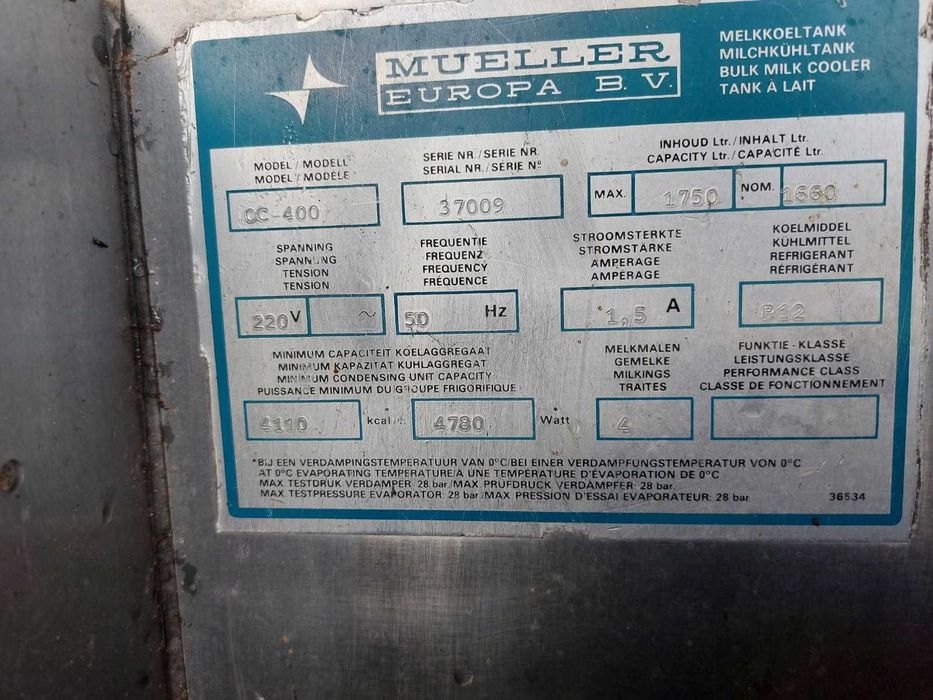 MUELLER
EUROPA B.V.
MELKKOELTANK
MILCHKÜHLTANK
BULK MILK COOLER
TANK À LAIT
MODEL / MODELL
MODEL / MODÈLE
OC-400
SERIE NR. / SERIE NR.
SERIAL NR. / SÉRIE N°
37009
INHOUD Ltr. / INHALT Ltr.
CAPACITY Ltr. / CAPACITÉ Ltr.
MAX. 1750 NOM. 1660
SPANNING
SPANNUNG
TENSION
TENSION
220 V ~
FREQUENTIE
FREQUENZ
FREQUENCY
FRÉQUENCE
50 Hz
STROOMSTERKTE
STROMSTÄRKE
AMPERAGE
AMPÉRAGE
1,5 A
KOELMIDDEL
KÜHLMITTEL
REFRIGERANT
RÉFRIGÉRANT
R12
MINIMUM CAPACITEIT KOELAGGREGAAT
MINIMUM KAPAZITAT KUHLAGGREGAT
MINIMUM CONDENSING UNIT CAPACITY
PUISSANCE MINIMUM DU GROUPE FRIGORIFIQUE
4110 kcal/ 4780 Watt
MELKMALEN
GEMELKE
MILKINGS
TRAITES
4
FUNKTIE - KLASSE
LEISTUNGSKLASSE
PERFORMANCE CLASS
CLASSE DE FONCTIONNEMENT
*BIJ EEN VERDAMPINGSTEMPERATUUR VAN 0°C/BEI EINER VERDAMPFUNGSTEMPERATUR VON 0°C
AT 0°C EVAPORATING TEMPERATURE/A UNE TEMPÉRATURE D'ÉVAPORATION DE 0°C
MAX. TESTDRUK VERDAMPER: 28 bar/MAX. PRUFDRUCK VERDAMPFER: 28 bar.
MAX. TESTPRESSURE EVAPORATOR: 28 bar./MAX. PRESSION D'ESSAI EVAPORATEUR: 28 bar
36534